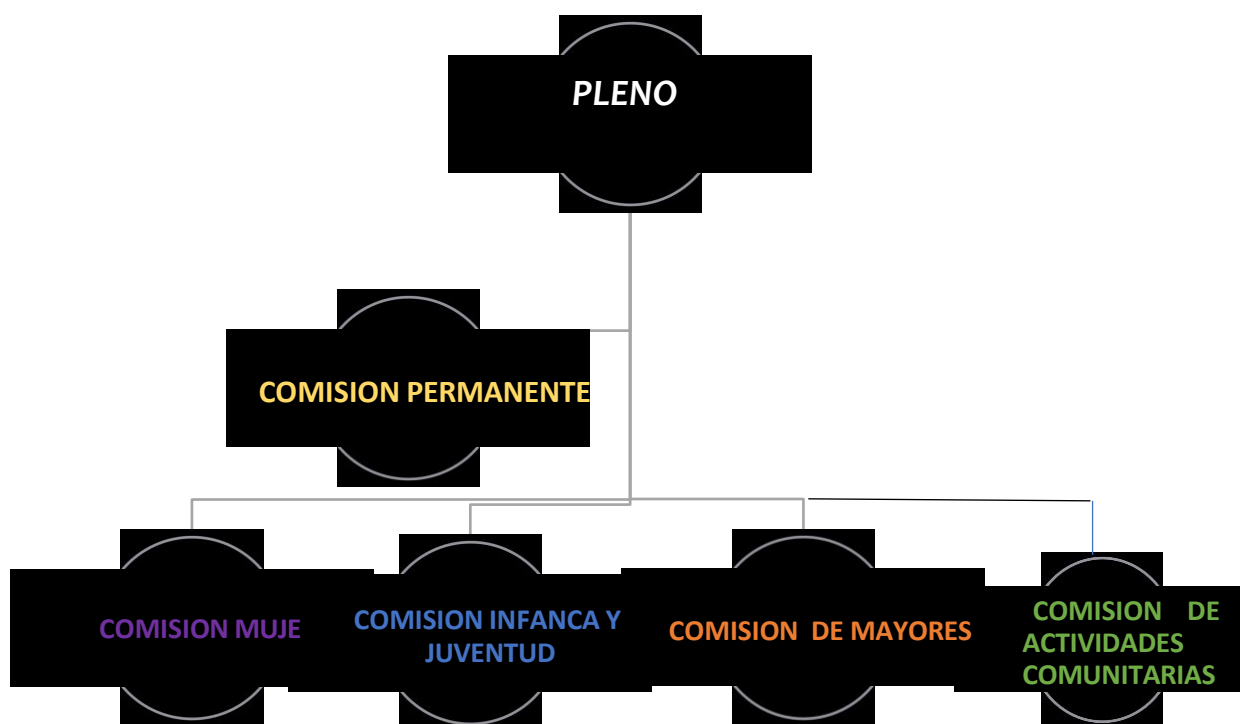 PLENO
COMISION PERMANENTE
COMISION MUJE
COMISION INFANCA Y
JUVENTUD
COMISION DE MAYORES
COMISION DE
ACTIVIDADES
COMUNITARIAS